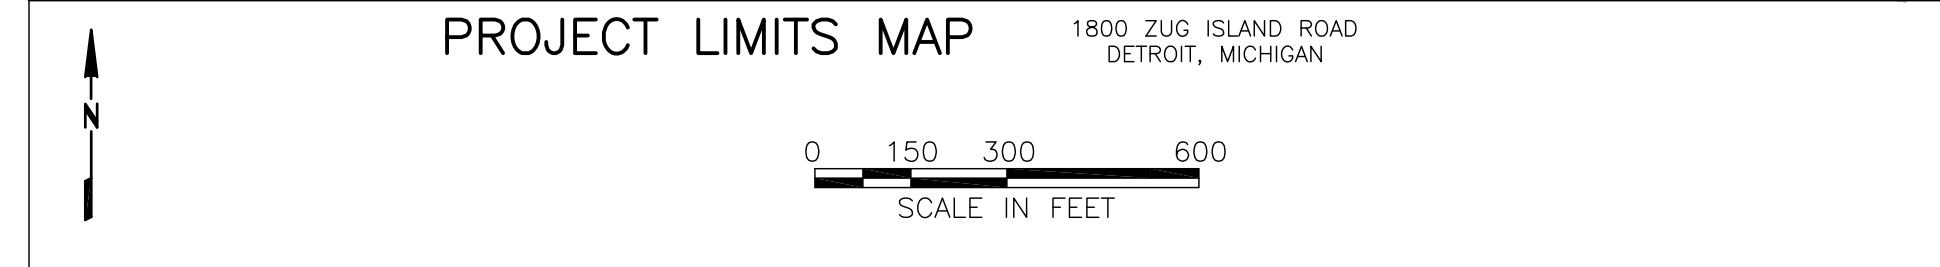 PROJECT LIMITS MAP
1800 ZUG ISLAND ROAD
DETROIT, MICHIGAN
N
0 150 300 600
SCALE IN FEET